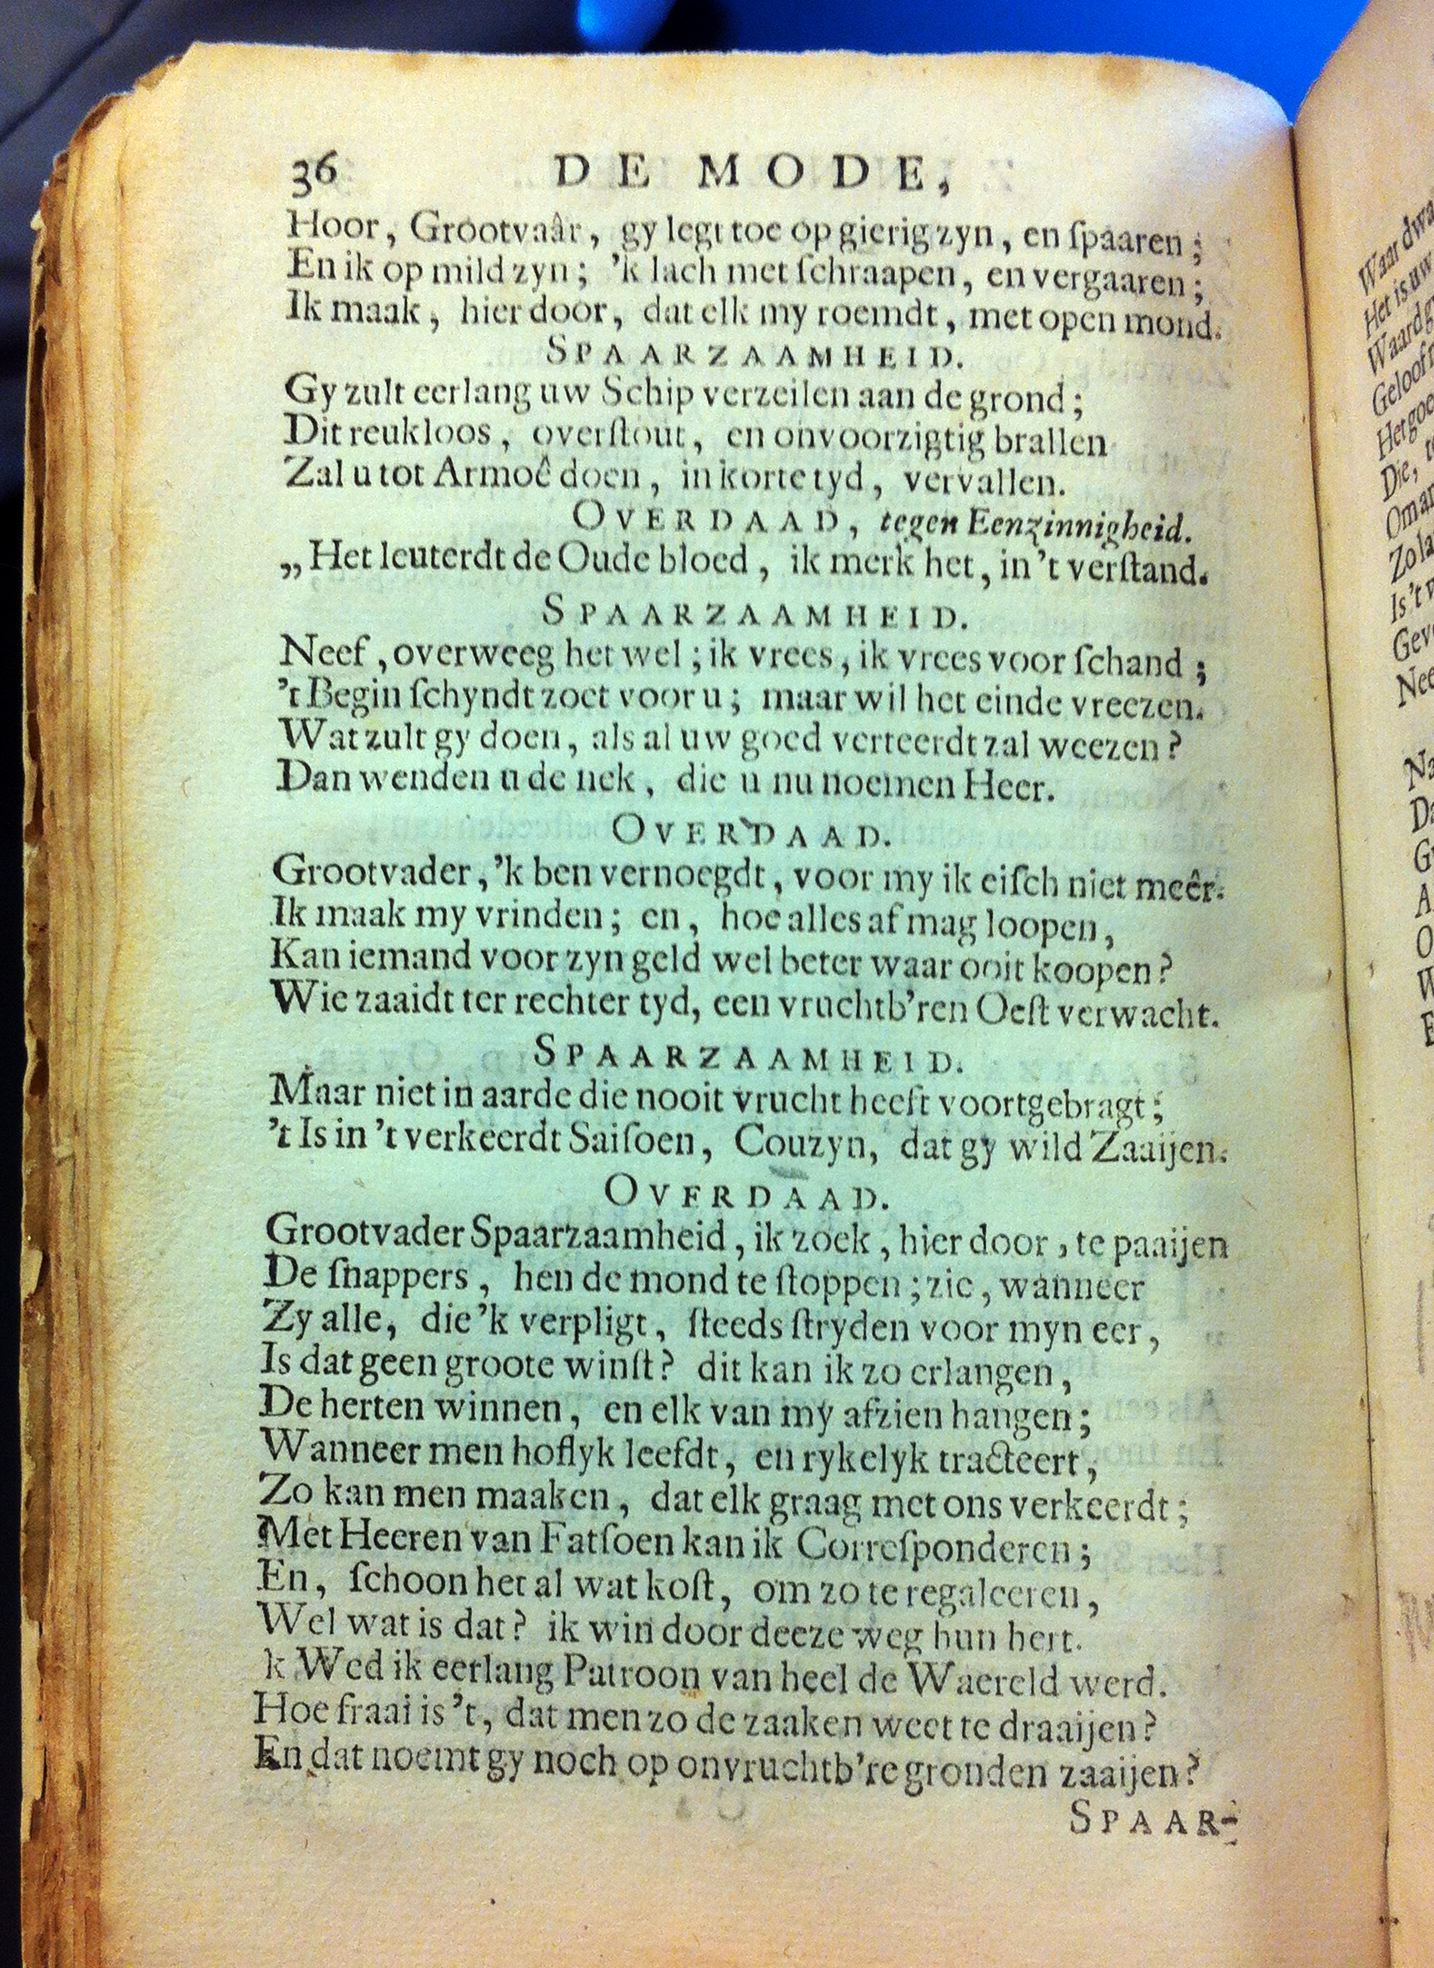 36 DE MODE,
Hoor, Grootvaâr, gy legt toe op gierig zyn, en ſpaaren;
En ik op mild zyn; 'k lach met ſchraapen, en vergaaren;
Ik maak, hier door, dat elk my roemdt, met open mond.
SPAARZAAMHEID.
Gy zult eerlang uw Schip verzeilen aan de grond;
Dit reukloos, overſtout, en onvoorzigtig brallen
Zal u tot Armoê doen, in korte tyd, vervallen.
OVERDAAD, tegen Eenzinnigheid.
„Het leuterdt de Oude bloed, ik merk het, in 't verſtand.
SPAARZAAMHEID.
Neef, overweeg het wel; ik vrees, ik vrees voor ſchand;
't Begin ſchyndt zoet voor u; maar wil het einde vreezen.
Wat zult gy doen, als al uw goed verteerdt zal weezen?
Dan wenden u de nek, die u nu noemen Heer.
OVERDAAD.
Grootvader, 'k ben vernoegdt, voor my ik eiſch niet meêr.
Ik maak my vrinden; en, hoe alles af mag loopen,
Kan iemand voor zyn geld wel beter waar ooit koopen?
Wie zaaidt ter rechter tyd, een vruchtb'ren Oeſt verwacht.
SPAARZAAMHEID.
Maar niet in aarde die nooit vrucht heeft voortgebragt;
't Is in 't verkeerdt Saiſoen, Couzyn, dat gy wild Zaaijen.
OVERDAAD.
Grootvader Spaarzaamheid, ik zoek, hier door, te paaijen
De ſnappers, hen de mond te ſtoppen; zie, wanneer
Zy alle, die 'k verpligt, ſteeds ſtryden voor myn eer,
Is dat geen groote winſt? dit kan ik zo erlangen,
De herten winnen, en elk van my afzien hangen;
Wanneer men hoflyk leefdt, en rykelyk tracteert,
Zo kan men maaken, dat elk graag met ons verkeerdt;
Met Heeren van Fatſoen kan ik Correſponderen;
En, ſchoon het al wat koſt, om zo te regaleeren,
Wel wat is dat? ik win door deeze weg hun hert.
k Wed ik eerlang Patroon van heel de Waereld werd.
Hoe fraai is 't, dat men zo de zaaken weet te draaijen?
En dat noemt gy noch op onvruchtb're gronden zaaijen?
SPAAR-